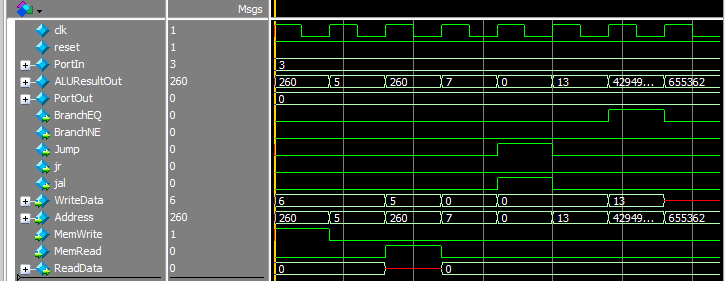 Msgs
clk 1
reset 1
PortIn 3 3
ALUResultOut 260 260 5 260 7 0 13 42949... 655362
PortOut 0 0
BranchEQ 0
BranchNE 0
Jump 0
jr 0
jal 0
WriteData 6 6 5 0 0 13
Address 260 260 5 260 7 0 13 42949... 655362
MemWrite 1
MemRead 0
ReadData 0 0 0